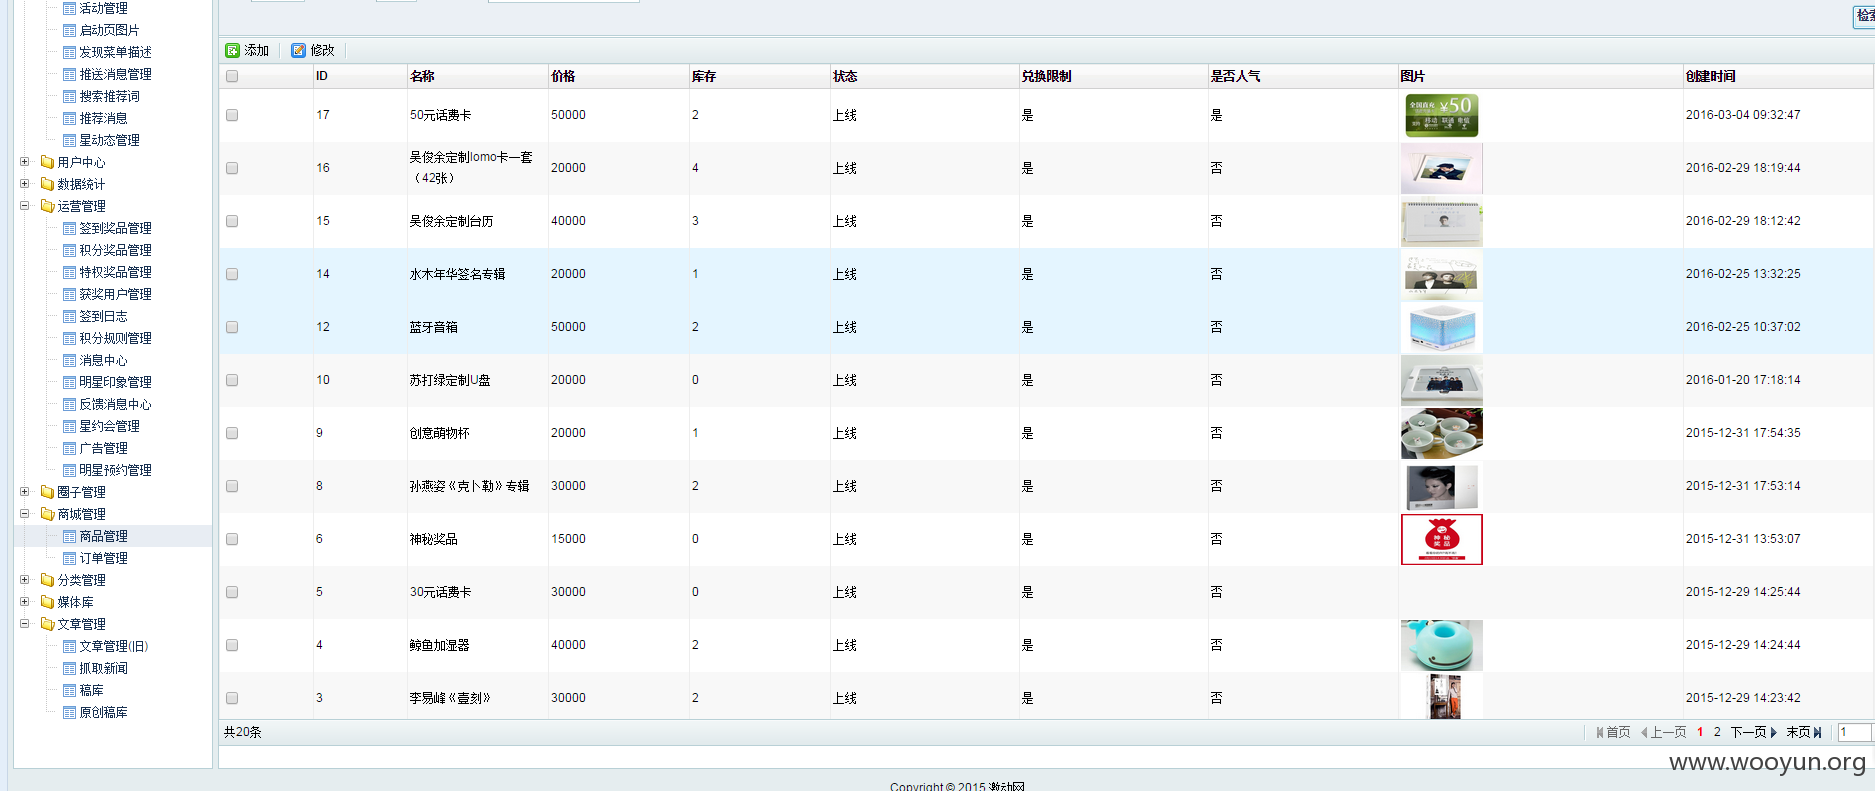 活动管理
启动页图片
发现菜单描述
推送消息管理
搜索推荐词
推荐消息
星动态管理
用户中心
数据统计
运营管理
签到奖品管理
积分奖品管理
特权奖品管理
获奖用户管理
签到日志
积分规则管理
消息中心
明星印象管理
反馈消息中心
星约会管理
广告管理
明星预约管理
圈子管理
商城管理
商品管理
订单管理
分类管理
媒体库
文章管理
文章管理(旧)
抓取新闻
稿库
原创稿库
添加 修改
ID 名称 价格 库存 状态 兑换限制 是否人气 图片 创建时间
17 50元话费卡 50000 2 上线 是 是 2016-03-04 09:32:47
全国直充 ¥50
移动 联通 电信
16 吴俊余定制lomo卡一套（42张） 20000 4 上线 是 否 2016-02-29 18:19:44
15 吴俊余定制台历 40000 3 上线 是 否 2016-02-29 18:12:42
14 水木年华签名专辑 20000 1 上线 是 否 2016-02-25 13:32:25
12 蓝牙音箱 50000 2 上线 是 否 2016-02-25 10:37:02
10 苏打绿定制U盘 20000 0 上线 是 否 2016-01-20 17:18:14
9 创意萌物杯 20000 1 上线 是 否 2015-12-31 17:54:35
8 孙燕姿《克卜勒》专辑 30000 2 上线 是 否 2015-12-31 17:53:14
6 神秘奖品 15000 0 上线 是 否 2015-12-31 13:53:07
神秘
奖品
5 30元话费卡 30000 0 上线 是 否 2015-12-29 14:25:44
4 鲸鱼加湿器 40000 2 上线 是 否 2015-12-29 14:24:44
3 李易峰《壹刻》 30000 2 上线 是 否 2015-12-29 14:23:42
共20条 首页 上一页 1 2 下一页 末页 1
www.wooyun.org
Copyright © 2015 激动网